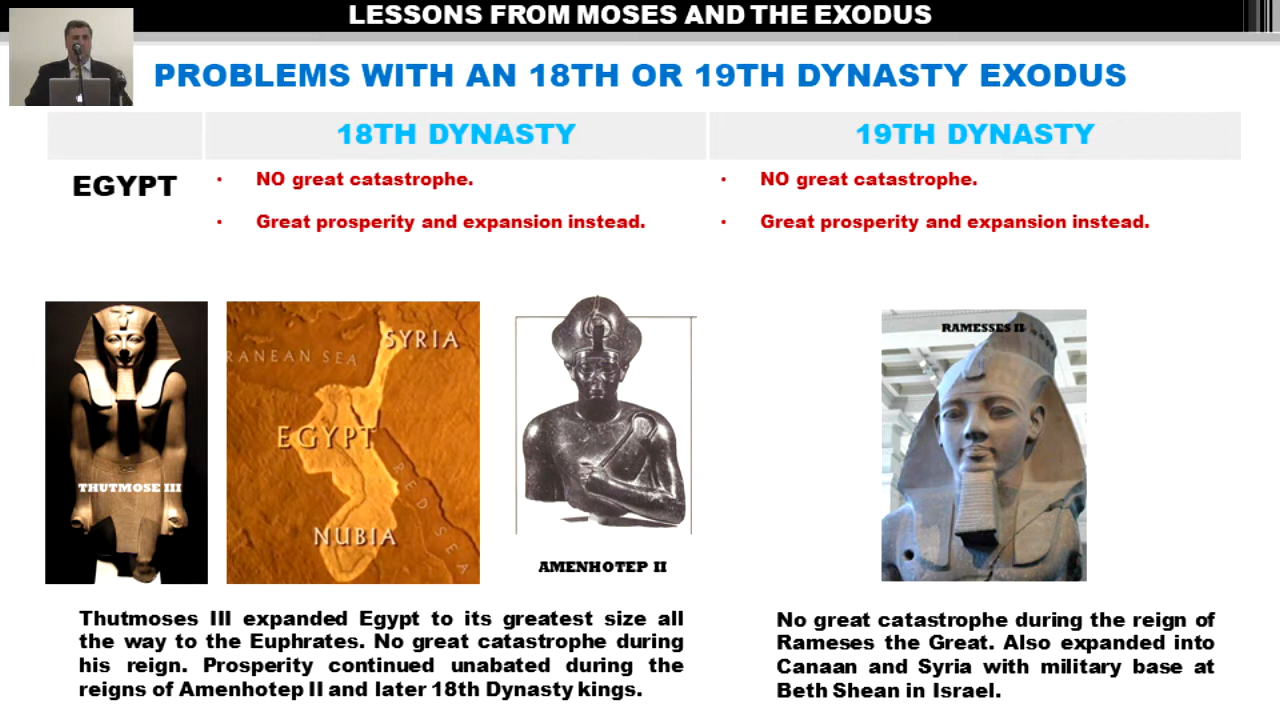 LESSONS FROM MOSES AND THE EXODUS
PROBLEMS WITH AN 18TH OR 19TH DYNASTY EXODUS
18TH DYNASTY
19TH DYNASTY
EGYPT
• NO great catastrophe.
• Great prosperity and expansion instead.
• NO great catastrophe.
• Great prosperity and expansion instead.
THUTMOSE III
SYRIA
RANEAN SEA
EGYPT
RED SEA
NUBIA
AMENHOTEP II
RAMESSES II
Thutmoses III expanded Egypt to its greatest size all
the way to the Euphrates. No great catastrophe during
his reign. Prosperity continued unabated during the
reigns of Amenhotep II and later 18th Dynasty kings.
No great catastrophe during the reign of
Rameses the Great. Also expanded into
Canaan and Syria with military base at
Beth Shean in Israel.